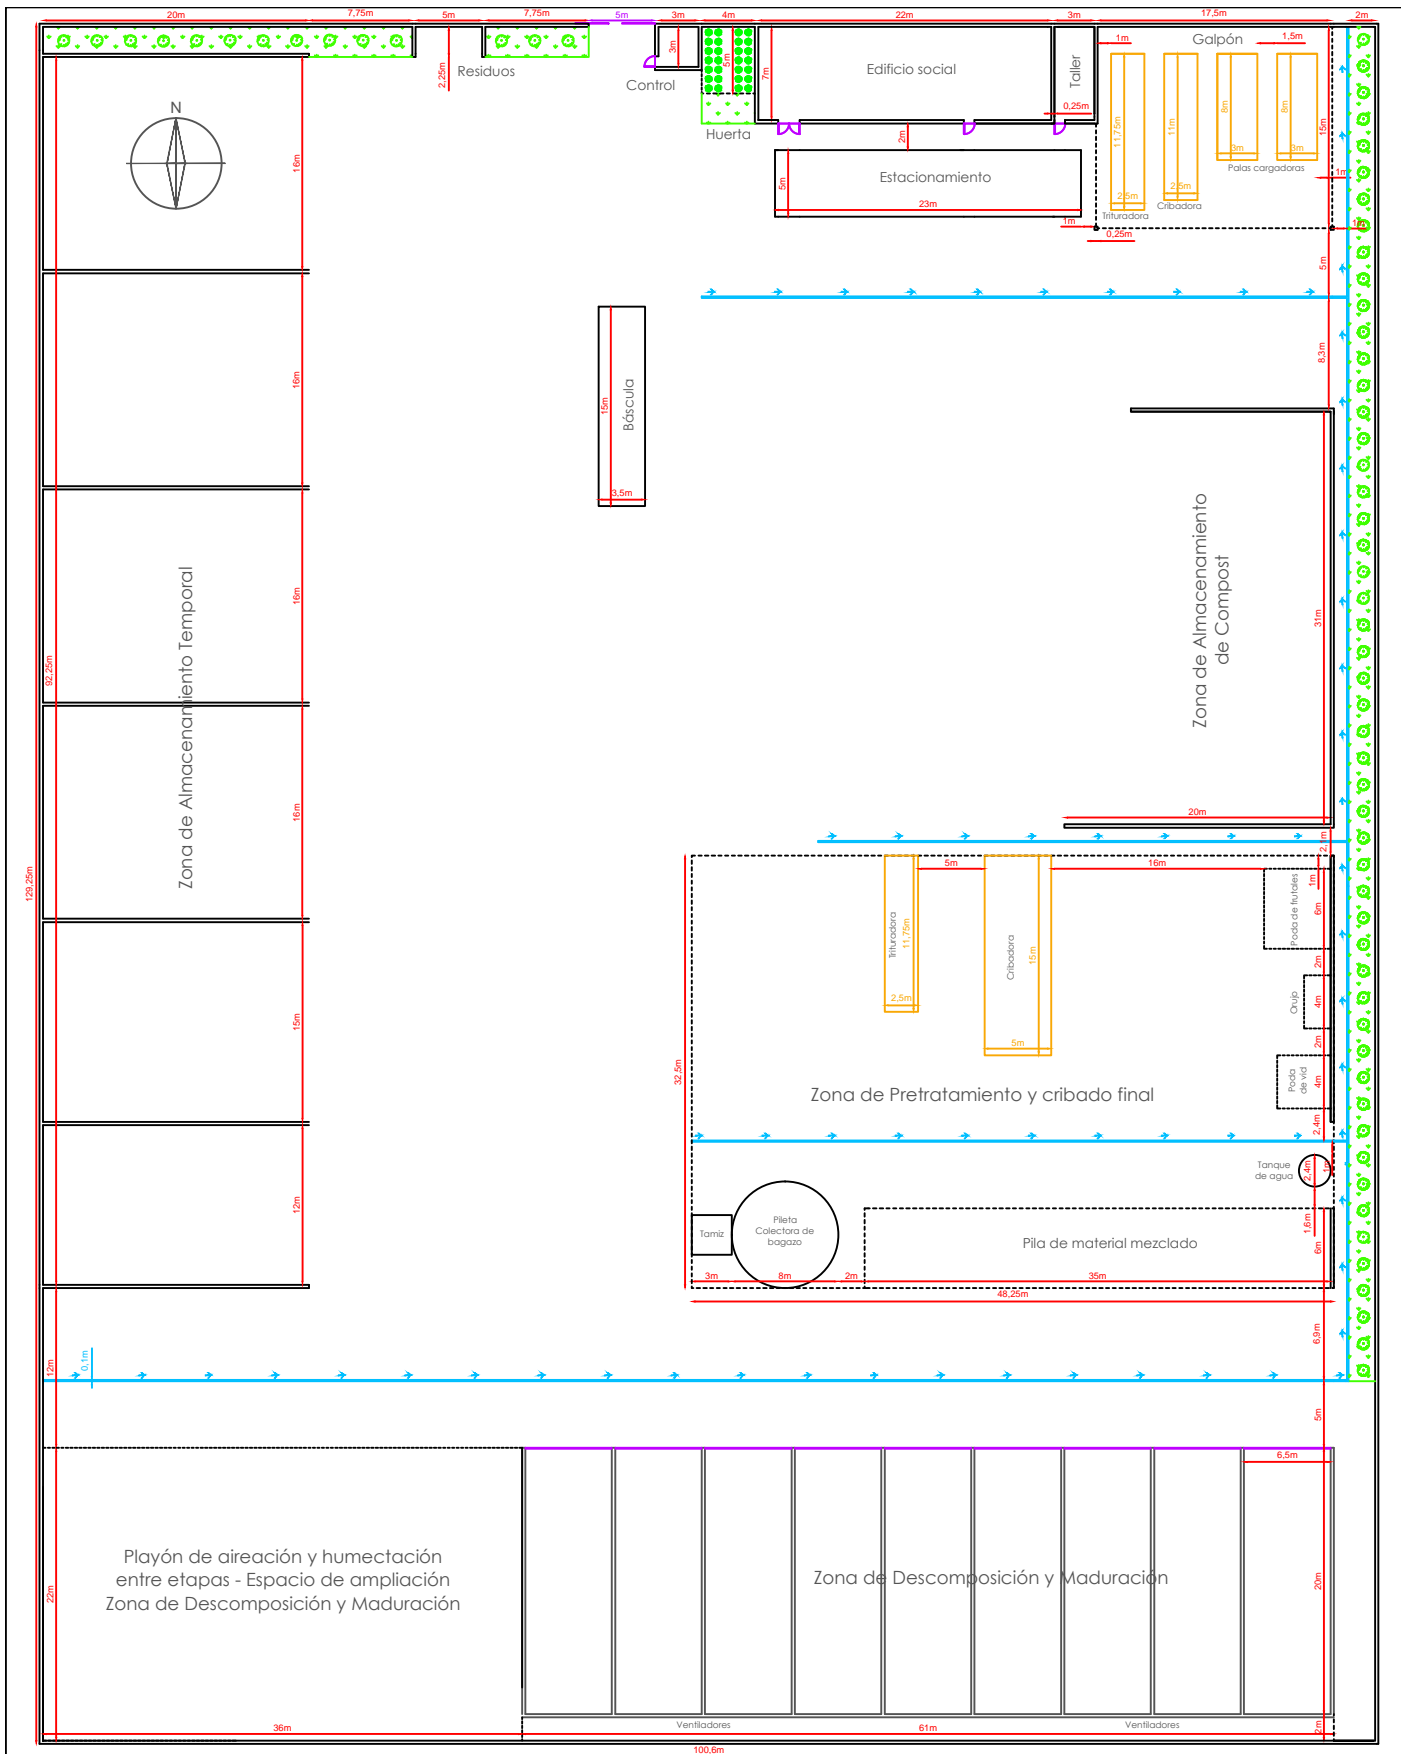 20m
7,75m
5m
7,75m
5m
3m
4m
22m
3m
17,5m
2m
Residuos
2,25m
Control
3m
5m
Huerta
7m
Edificio social
Taller
0,25m
2m
Estacionamiento
5m
23m
1m
0,25m
Galpón
1m
1,5m
11,75m
2,5m
Trituradora
11m
2,5m
Cribadora
8m
3m
8m
3m
Palas cargadoras
15m
1m
1m
5m
8,3m
N
16m
16m
16m
16m
15m
12m
Zona de Almacenamiento Temporal
92,25m
129,25m
15m
Báscula
3,5m
Zona de Almacenamiento
de Compost
31m
20m
2,1m
5m
16m
1m
Trituradora
11,75m
2,5m
Cribadora
15m
5m
Poda de frutales
6m
2m
Orujo
4m
2m
Poda
de vid
4m
2,4m
32,5m
Zona de Pretratamiento y cribado final
Tanque
de agua
2,4m
1m
1,6m
Tamiz
Pileta
Colectora de
bagazo
Pila de material mezclado
6m
3m
8m
2m
35m
48,25m
6,9m
12m
0,1m
5m
6,5m
Playón de aireación y humectación
entre etapas - Espacio de ampliación
Zona de Descomposición y Maduración
22m
Zona de Descomposición y Maduración
20m
Ventiladores
Ventiladores
2m
36m
61m
100,6m